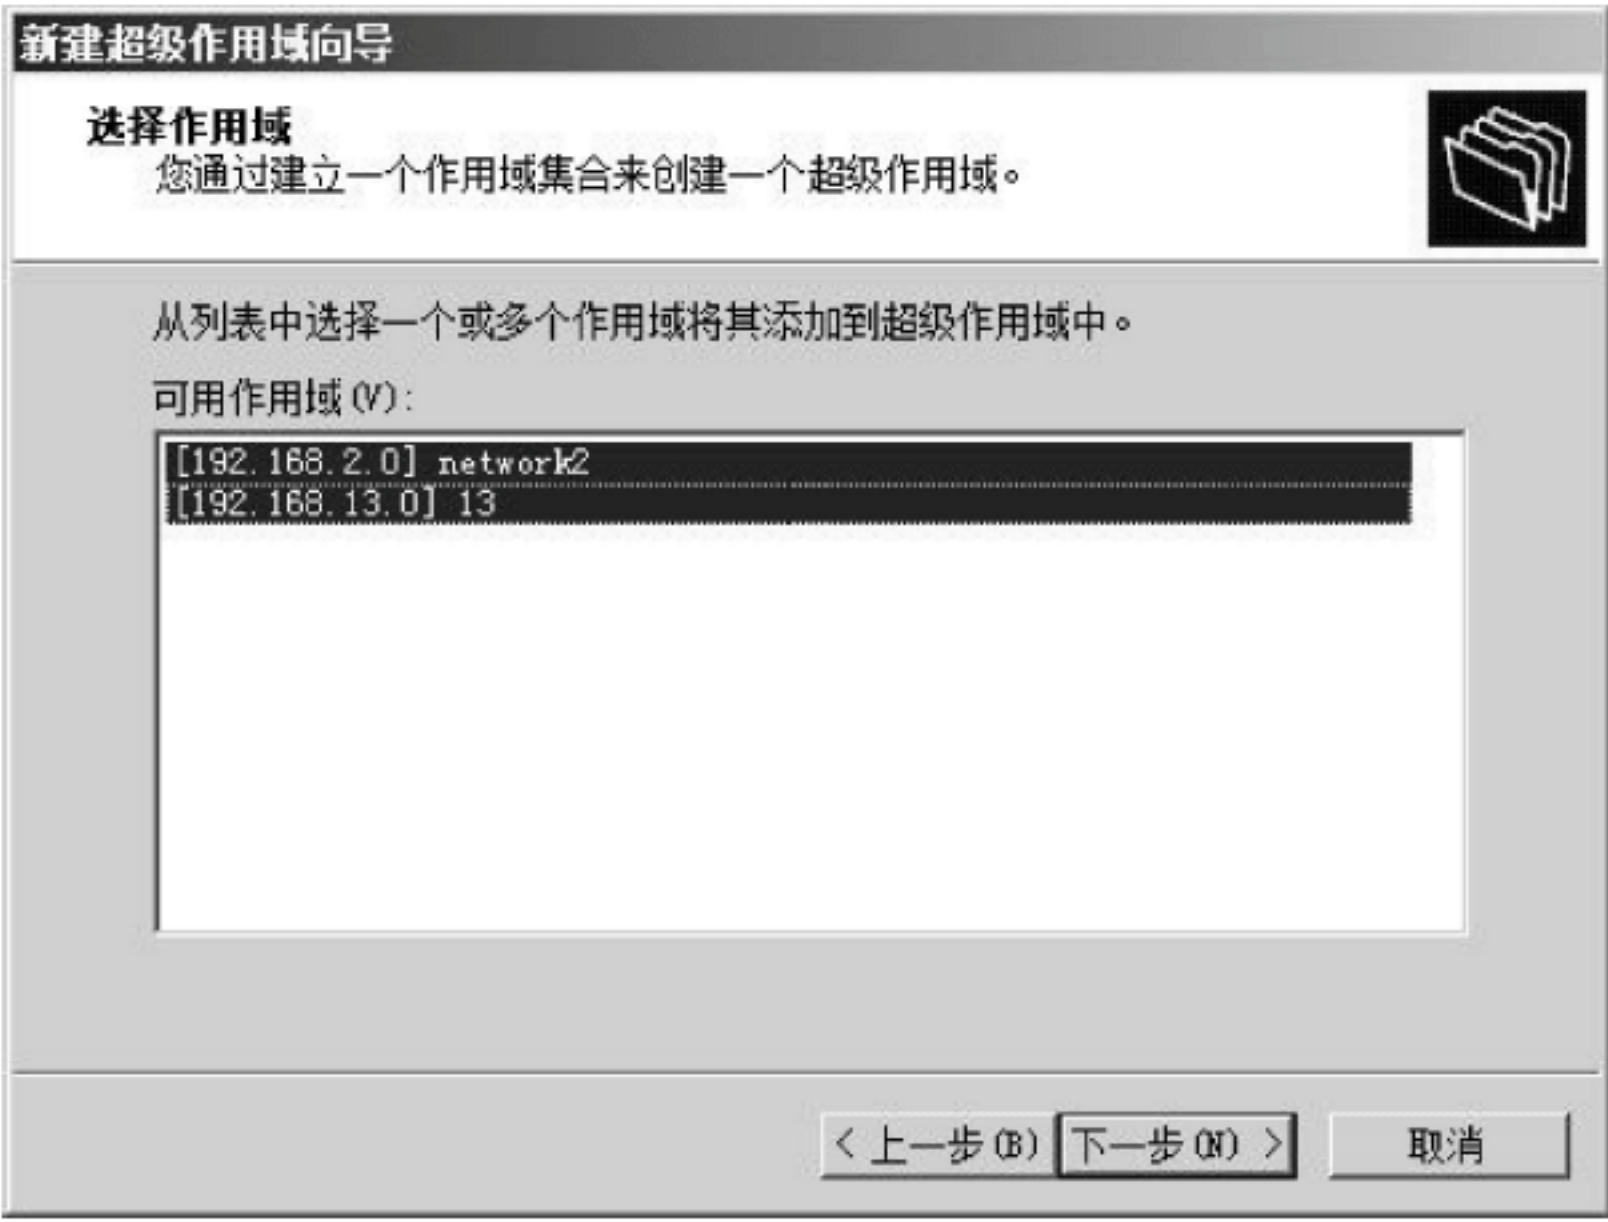 新建超级作用域向导
选择作用域
您通过建立一个作用域集合来创建一个超级作用域。
从列表中选择一个或多个作用域将其添加到超级作用域中。
可用作用域(V):
[192.168.2.0] network2
[192.168.13.0] 13
< 上一步(B) 下一步(N) > 取消